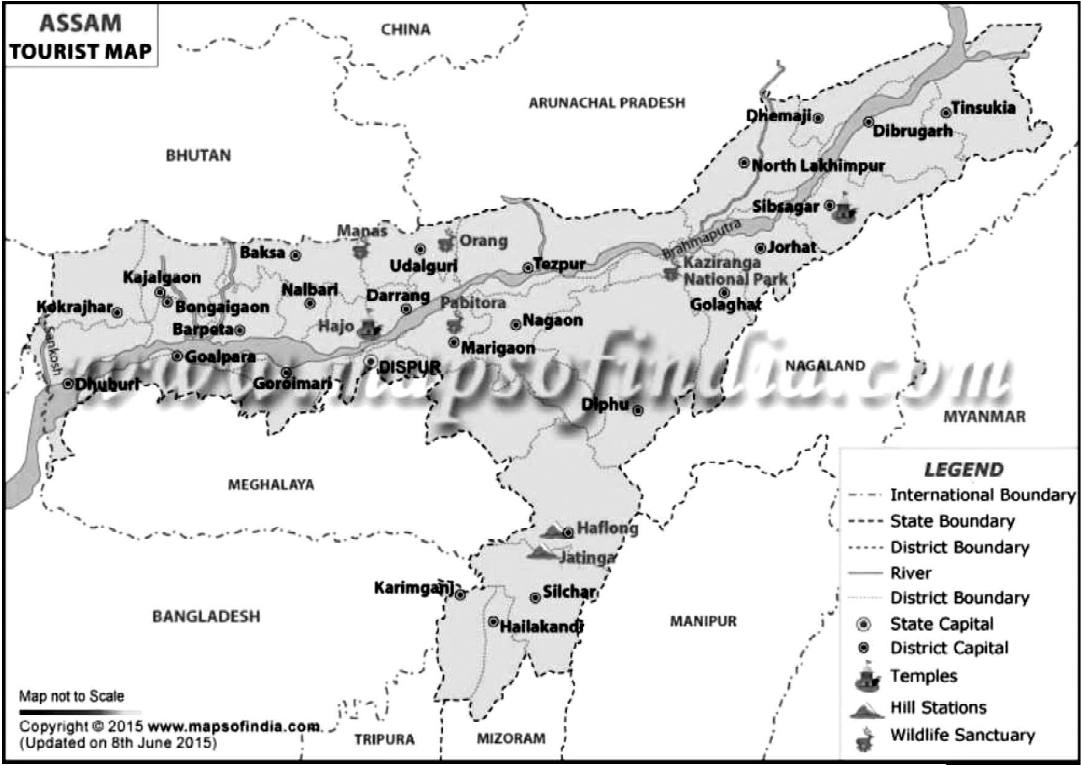 ASSAM
TOURIST MAP
CHINA
ARUNACHAL PRADESH
BHUTAN
Dhemaji
Dibrugarh
Tinsukia
North Lakhimpur
Sibsagar
Brahmaputra
Jorhat
Kaziranga
National Park
Golaghat
Manas
Orang
Baksa
Udalguri
Tezpur
Kajalgaon
Bongaigaon
Nalbari
Darrang
Pabitora
Kokrajhar
Barpeta
Hajo
Nagaon
Marigaon
Goalpara
DISPUR
Dhuburi
Goroimari
www.mapsofindia.com
Diphu
NAGALAND
MYANMAR
MEGHALAYA
Haflong
Jatinga
Karimganj
Silchar
Hailakandi
BANGLADESH
MANIPUR
TRIPURA
MIZORAM
LEGEND
International Boundary
State Boundary
District Boundary
River
District Boundary
State Capital
District Capital
Temples
Hill Stations
Wildlife Sanctuary
Map not to Scale
Copyright © 2015 www.mapsofindia.com
(Updated on 8th June 2015)